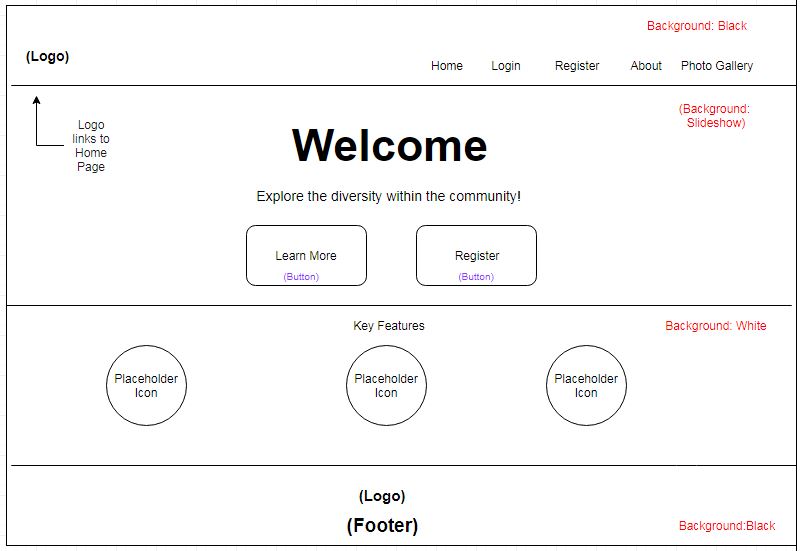 Background: Black
(Logo)
Home Login Register About Photo Gallery
(Background:
Slideshow)
Logo
links to
Home
Page
Welcome
Explore the diversity within the community!
Learn More
(Button)
Register
(Button)
Key Features
Background: White
Placeholder
Icon
Placeholder
Icon
Placeholder
Icon
(Logo)
(Footer)
Background:Black